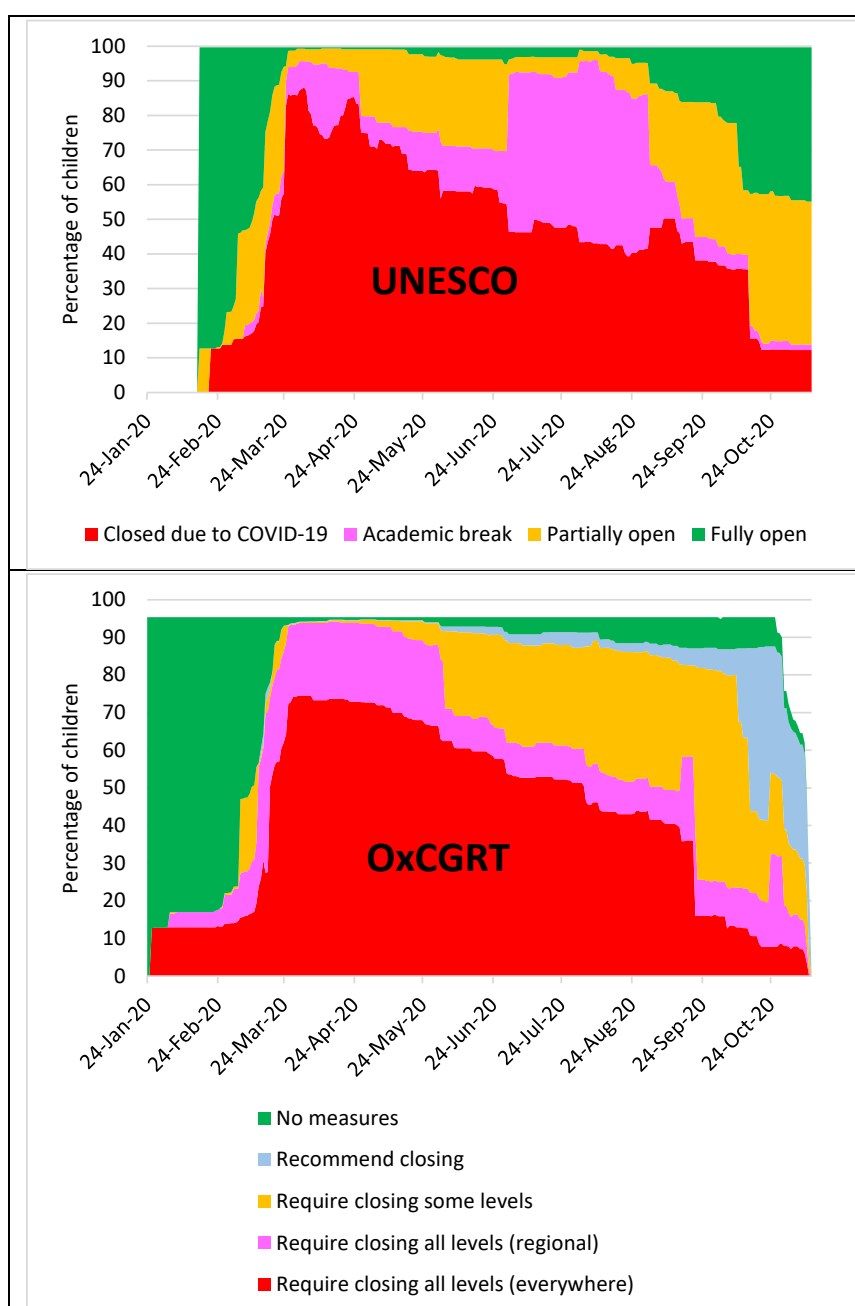 100
90
80
70
60
50
40
30
20
10
0
Percentage of children
UNESCO
24-Jan-20
24-Feb-20
24-Mar-20
24-Apr-20
24-May-20
24-Jun-20
24-Jul-20
24-Aug-20
24-Sep-20
24-Oct-20
Closed due to COVID-19 Academic break Partially open Fully open
100
90
80
70
60
50
40
30
20
10
0
Percentage of children
OxCGRT
24-Jan-20
24-Feb-20
24-Mar-20
24-Apr-20
24-May-20
24-Jun-20
24-Jul-20
24-Aug-20
24-Sep-20
24-Oct-20
No measures
Recommend closing
Require closing some levels
Require closing all levels (regional)
Require closing all levels (everywhere)